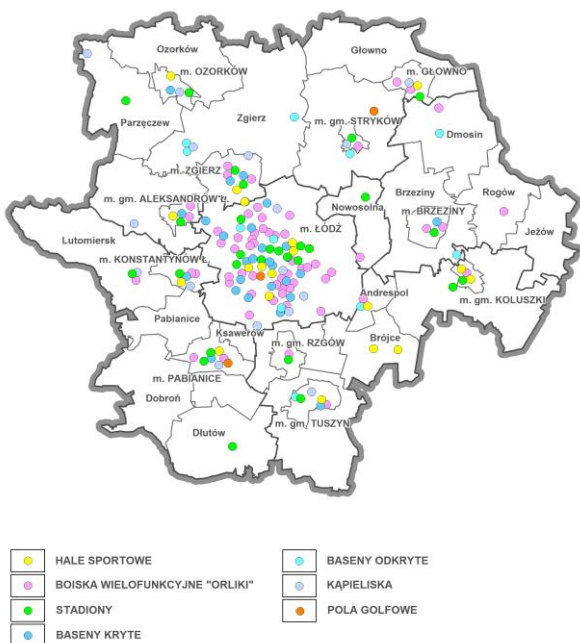 Ozorków
m. OZORKÓW
Głowno
m. GŁOWNO
Parzęczew
Zgierz
m. gm. STRYKÓW
Dmosin
m. ZGIERZ
m. gm. ALEKSANDRÓW Ł.
Nowosolna
Brzeziny
Rogów
m. BRZEZINY
Jeżów
Lutomiersk
m. ŁÓDŹ
m. KONSTANTYNÓW Ł.
Andrespol
m. gm. KOLUSZKI
Pabianice
Ksawerów
Brójce
m. gm. RZGÓW
m. PABIANICE
Dobroń
m. gm. TUSZYN
Dłutów
HALE SPORTOWE
BOISKA WIELOFUNKCYJNE "ORLIKI"
STADIONY
BASENY KRYTE
BASENY ODKRYTE
KĄPIELISKA
POLA GOLFOWE